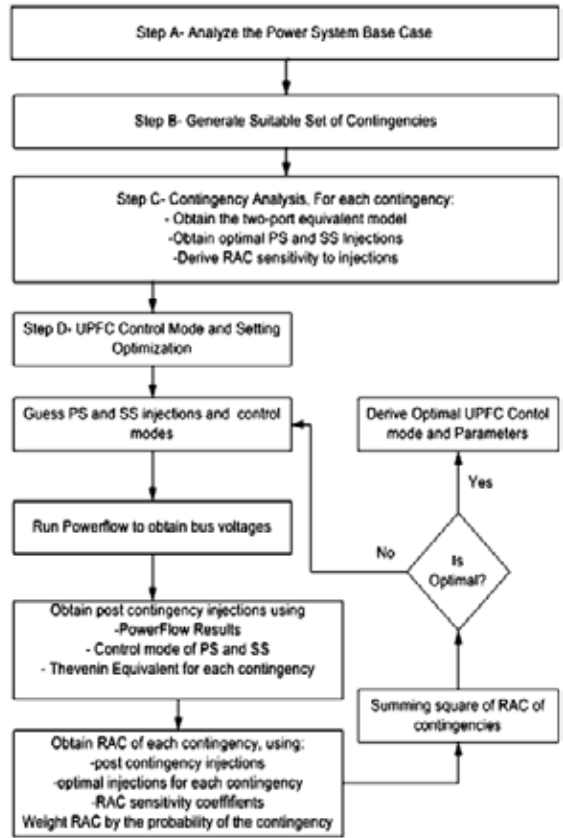 Step A- Analyze the Power System Base Case
Step B- Generate Suitable Set of Contingencies
Step C- Contingency Analysis, For each contingency:
- Obtain the two-port equivalent model
-Obtain optimal PS and SS Injections
-Derive RAC sensitivity to injections
Step D- UPFC Control Mode and Setting
Optimization
Guess PS and SS injections and control
modes
Run Powerflow to obtain bus voltages
Obtain post contingency injections using
-PowerFlow Results
- Control mode of PS and SS
- Thevenin Equivalent for each contingency
Obtain RAC of each contingency, using:
-post contingency injections
-optimal injections for each contingency
-RAC sensitivity coeffifients
Weight RAC by the probability of the contingency
Summing square of RAC of
contingencies
Is
Optimal?
No
Yes
Derive Optimal UPFC Contol
mode and Parameters